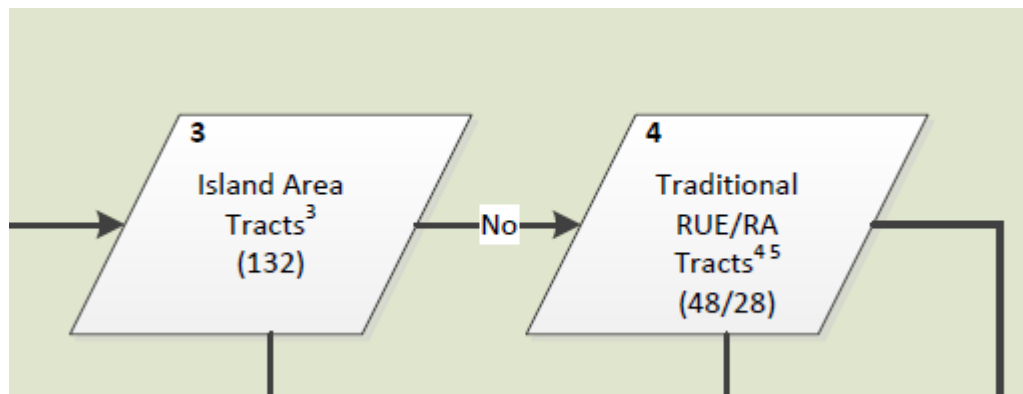 3
Island Area
Tracts³
(132)
No
4
Traditional
RUE/RA
Tracts⁴ ⁵
(48/28)